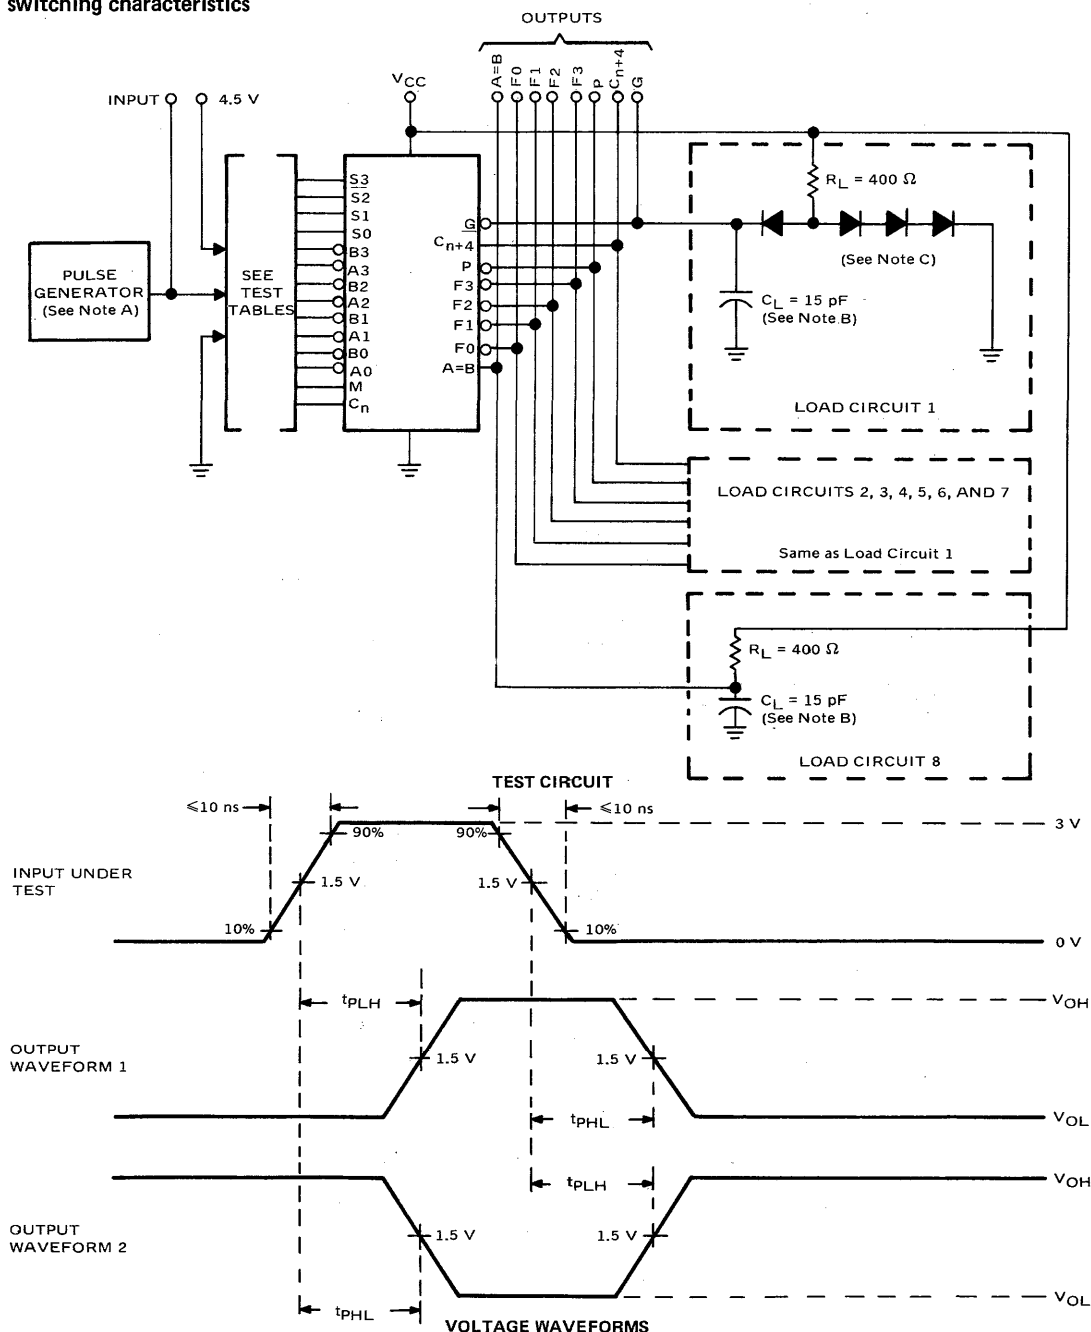 switching characteristics
OUTPUTS
A=B
F0
F1
F2
F3
P
Cn+4
G
VCC
INPUT
4.5 V
PULSE
GENERATOR
(See Note A)
SEE
TEST
TABLES
S3
S2
S1
S0
B3
A3
B2
A2
B1
A1
B0
A0
M
Cn
G
Cn+4
P
F3
F2
F1
F0
A=B
RL = 400 Ω
(See Note C)
CL = 15 pF
(See Note B)
LOAD CIRCUIT 1
LOAD CIRCUITS 2, 3, 4, 5, 6, AND 7
Same as Load Circuit 1
RL = 400 Ω
CL = 15 pF
(See Note B)
LOAD CIRCUIT 8
TEST CIRCUIT
≤10 ns
≤10 ns
90%
90%
3 V
INPUT UNDER
TEST
1.5 V
1.5 V
10%
10%
0 V
tPLH
VOH
OUTPUT
WAVEFORM 1
1.5 V
1.5 V
tPHL
VOL
tPLH
VOH
OUTPUT
WAVEFORM 2
1.5 V
1.5 V
tPHL
VOL
VOLTAGE WAVEFORMS